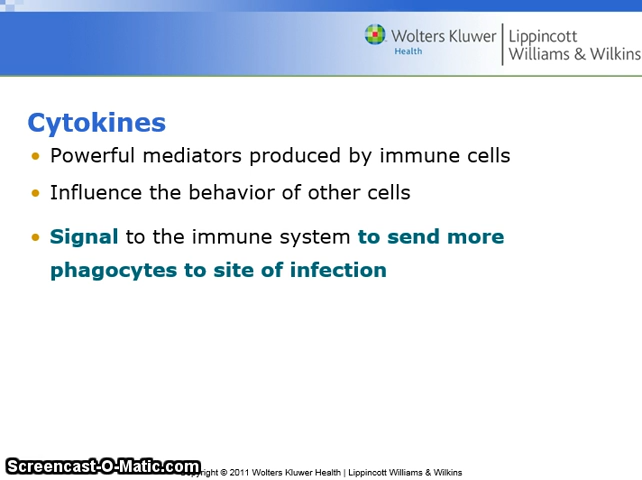 Wolters Kluwer
Health
Lippincott
Williams & Wilkins
Cytokines
• Powerful mediators produced by immune cells
• Influence the behavior of other cells
• Signal to the immune system to send more
phagocytes to site of infection
Screencast-O-Matic.com
pyright © 2011 Wolters Kluwer Health | Lippincott Williams & Wilkins